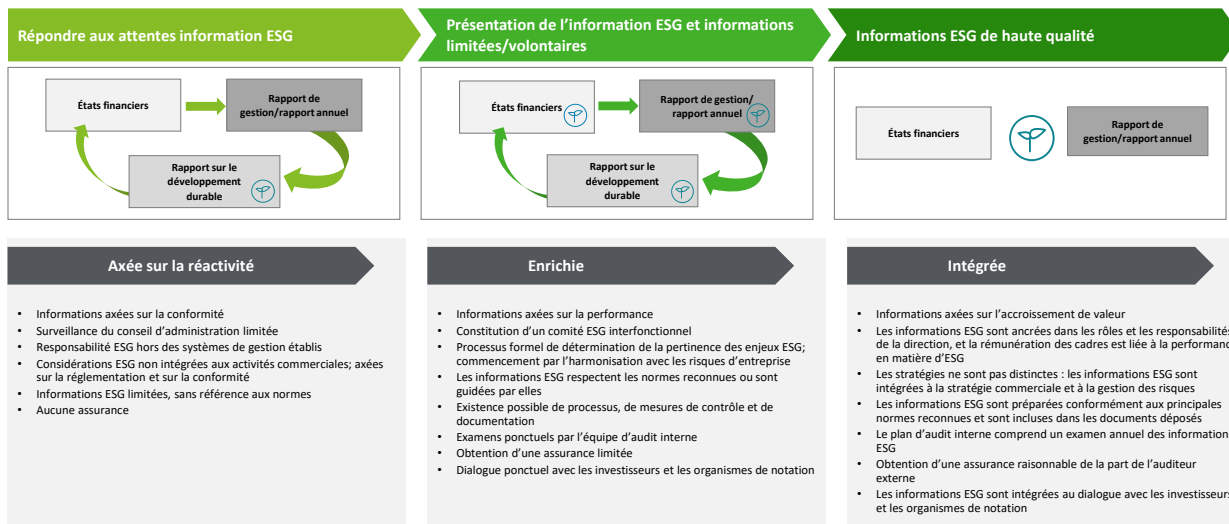 Répondre aux attentes information ESG
Présentation de l'information ESG et informations
limitées/volontaires
Informations ESG de haute qualité
États financiers
Rapport de
gestion/rapport annuel
Rapport sur le
développement
durable
États financiers
Rapport de gestion/
rapport annuel
Rapport sur le
développement
durable
États financiers
Rapport de
gestion/rapport annuel
Axée sur la réactivité
• Informations axées sur la conformité
• Surveillance du conseil d'administration limitée
• Responsabilité ESG hors des systèmes de gestion établis
• Considérations ESG non intégrées aux activités commerciales; axées
sur la réglementation et sur la conformité
• Informations ESG limitées, sans référence aux normes
• Aucune assurance
Enrichie
• Informations axées sur la performance
• Constitution d'un comité ESG interfonctionnel
• Processus formel de détermination de la pertinence des enjeux ESG;
commencement par l'harmonisation avec les risques d'entreprise
• Les informations ESG respectent les normes reconnues ou sont
guidées par elles
• Existence possible de processus, de mesures de contrôle et de
documentation
• Examens ponctuels par l'équipe d'audit interne
• Obtention d'une assurance limitée
• Dialogue ponctuel avec les investisseurs et les organismes de notation
Intégrée
• Informations axées sur l'accroissement de valeur
• Les informations ESG sont ancrées dans les rôles et les responsabilités
de la direction, et la rémunération des cadres est liée à la performanc
en matière d'ESG
• Les stratégies ne sont pas distinctes : les informations ESG sont
intégrées à la stratégie commerciale et à la gestion des risques
• Les informations ESG sont préparées conformément aux principales
normes reconnues et sont incluses dans les documents déposés
• Le plan d'audit interne comprend un examen annuel des information
ESG
• Obtention d'une assurance raisonnable de la part de l'auditeur
externe
• Les informations ESG sont intégrées au dialogue avec les investisseurs
et les organismes de notation